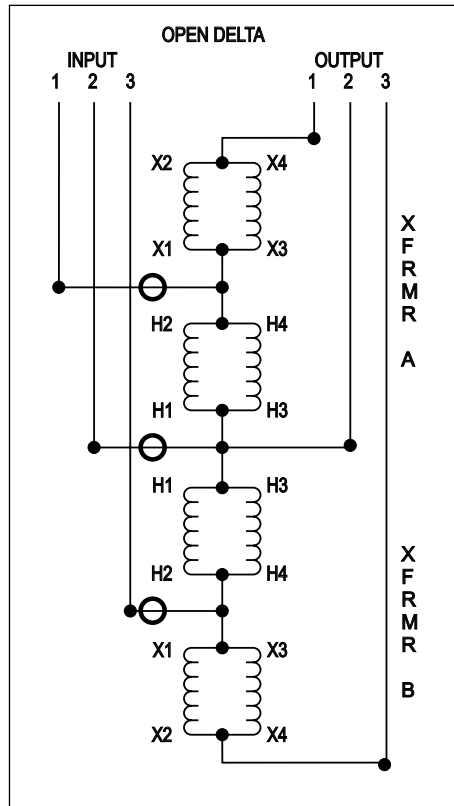 OPEN DELTA
INPUT OUTPUT
1 2 3 1 2 3
X2 X4
X1 X3
H2 H4
H1 H3
XFRMR A
H1 H3
H2 H4
X1 X3
X2 X4
XFRMR B